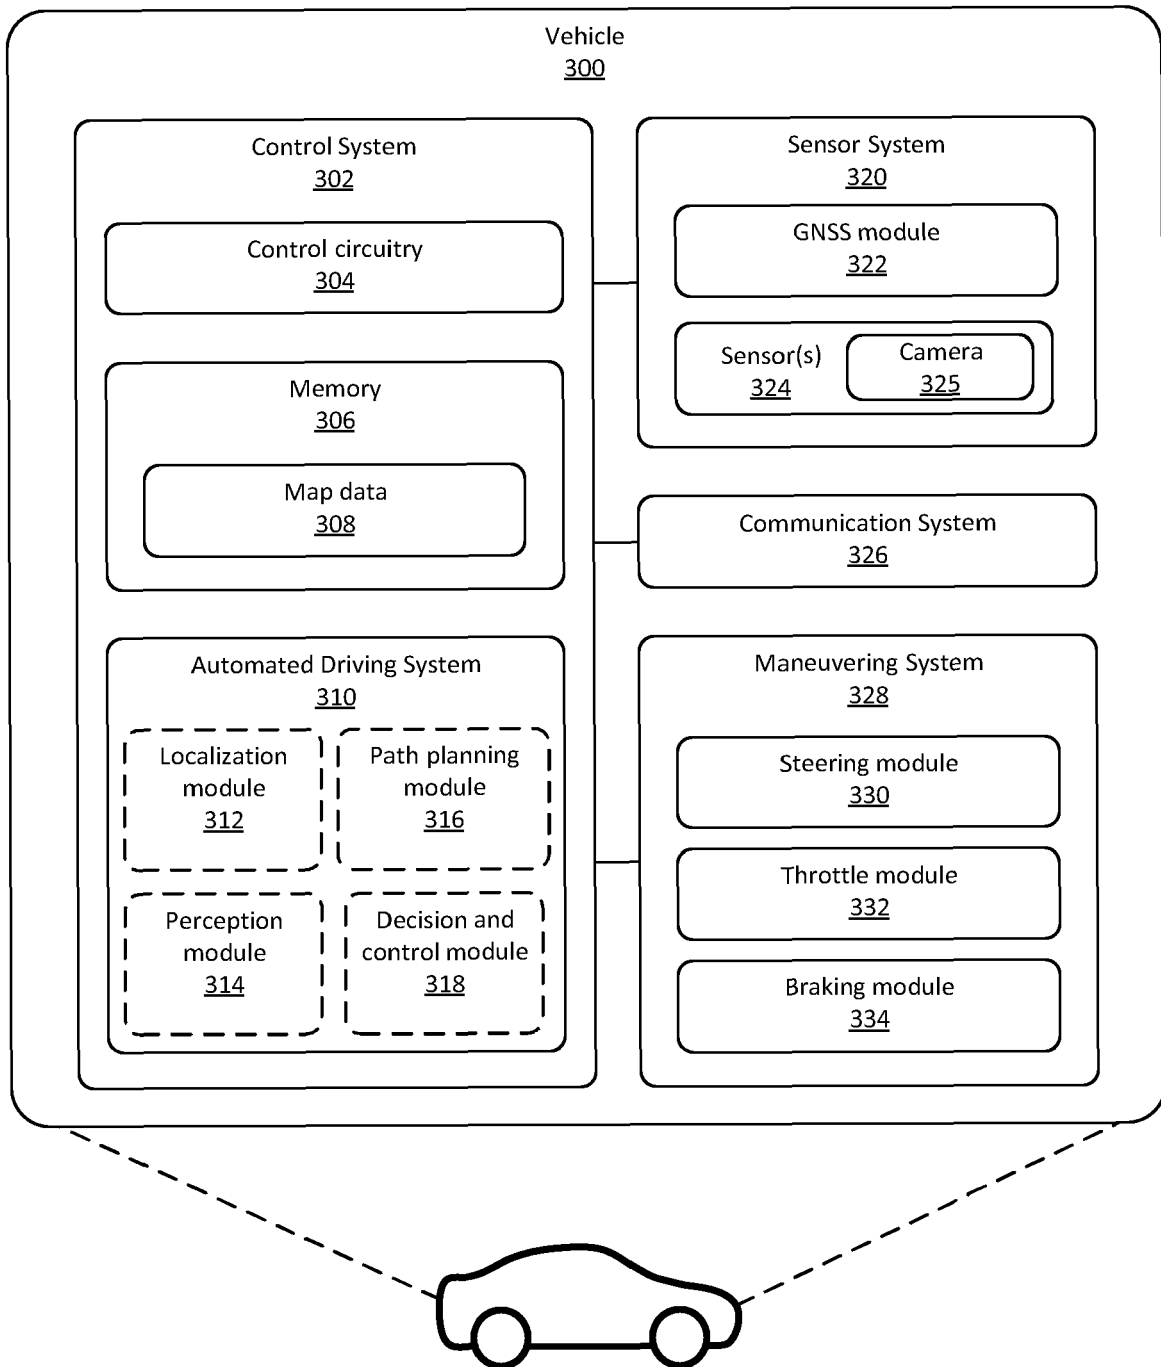 Vehicle
300
Control System
302
Control circuitry
304
Memory
306
Map data
308
Automated Driving System
310
Localization
module
312
Path planning
module
316
Perception
module
314
Decision and
control module
318
Sensor System
320
GNSS module
322
Sensor(s)
324
Camera
325
Communication System
326
Maneuvering System
328
Steering module
330
Throttle module
332
Braking module
334